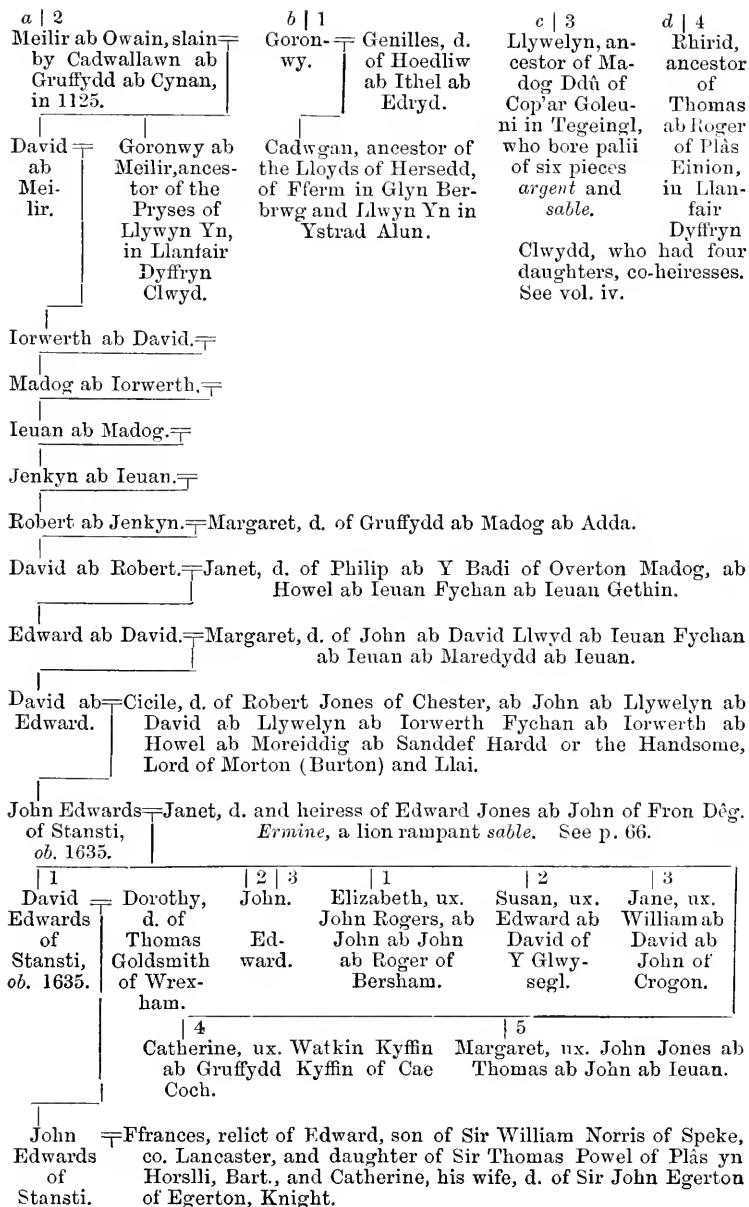 a | 2
Meilir ab Owain, slain
by Cadwallawn ab
Gruffydd ab Cynan,
in 1125.
b | 1
Goron-
wy.
Genilles, d.
of Hoedliw
ab Ithel ab
Edryd.
c | 3
Llywelyn, an-
cestor of Ma-
dog Ddû of
Cop'ar Goleu-
ni in Tegeingl,
who bore palii
of six pieces
argent and
sable.
d | 4
Rhirid,
ancestor
of
Thomas
ab Roger
of Plâs
Einion,
in Llan-
fair
Dyffryn
Clwydd, who had four
daughters, co-heiresses.
See vol. iv.
David
ab
Mei-
lir.
Goronwy ab
Meilir, ances-
tor of the
Pryses of
Llywyn Yn,
in Llanfair
Dyffryn
Clwyd.
Cadwgan, ancestor of
the Lloyds of Hersedd,
of Fferm in Glyn Ber-
brwg and Llwyn Yn in
Ystrad Alun.
Iorwerth ab David.
Madog ab Iorwerth.
Ieuan ab Madog.
Jenkyn ab Ieuan.
Robert ab Jenkyn. Margaret, d. of Gruffydd ab Madog ab Adda.
David ab Robert. Janet, d. of Philip ab Y Badi of Overton Madog, ab
Howel ab Ieuan Fychan ab Ieuan Gethin.
Edward ab David. Margaret, d. of John ab David Llwyd ab Ieuan Fychan
ab Ieuan ab Maredydd ab Ieuan.
David ab
Edward.
Cicile, d. of Robert Jones of Chester, ab John ab Llywelyn ab
David ab Llywelyn ab Iorwerth Fychan ab Iorwerth ab
Howel ab Moreiddig ab Sanddef Hardd or the Handsome,
Lord of Morton (Burton) and Llai.
John Edwards
of Stansti,
ob. 1635.
Janet, d. and heiress of Edward Jones ab John of Fron Dêg.
Ermine, a lion rampant sable. See p. 66.
| 1
David
Edwards
of
Stansti,
ob. 1635.
Dorothy,
d. of
Thomas
Goldsmith
of Wrex-
ham.
| 2 | 3
John.
Ed-
ward.
| 1
Elizabeth, ux.
John Rogers, ab
John ab John
ab Roger of
Bersham.
| 2
Susan, ux.
Edward ab
David of
Y Glwy-
segl.
| 3
Jane, ux.
William ab
David ab
John of
Crogon.
| 4
Catherine, ux. Watkin Kyffin
ab Gruffydd Kyffin of Cae
Coch.
| 5
Margaret, ux. John Jones ab
Thomas ab John ab Ieuan.
John
Edwards
of
Stansti.
Ffrances, relict of Edward, son of Sir William Norris of Speke,
co. Lancaster, and daughter of Sir Thomas Powel of Plâs yn
Horslli, Bart., and Catherine, his wife, d. of Sir John Egerton
of Egerton, Knight.